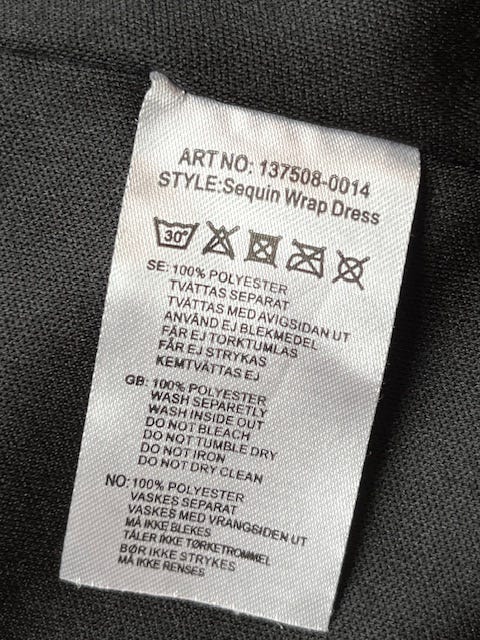 ART NO: 137508-0014
STYLE:Sequin Wrap Dress
30°
SE: 100% POLYESTER
TVÄTTAS SEPARAT
TVÄTTAS MED AVIGSIDAN UT
ANVÄND EJ BLEKMEDEL
FÅR EJ TORKTUMLAS
FÅR EJ STRYKAS
KEMTVÄTTAS EJ
GB: 100% POLYESTER
WASH SEPARETLY
WASH INSIDE OUT
DO NOT BLEACH
DO NOT TUMBLE DRY
DO NOT IRON
DO NOT DRY CLEAN
NO: 100% POLYESTER
VASKES SEPARAT
VASKES MED VRANGSIDEN UT
MÅ IKKE BLEKES
TÅLER IKKE TØRKETROMMEL
BØR IKKE STRYKES
MÅ IKKE RENSES